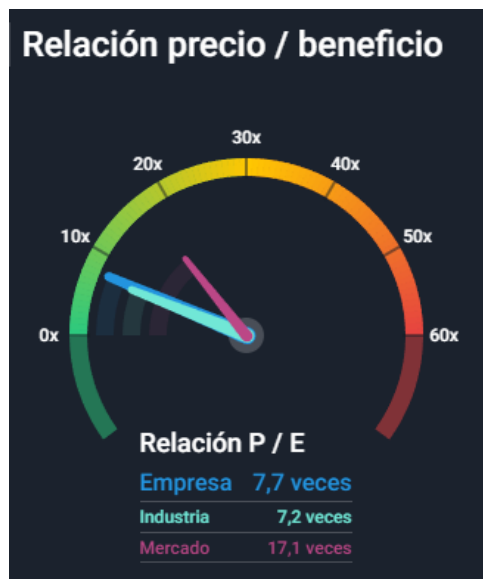 Relación precio / beneficio
30x
20x
40x
10x
50x
0x
60x
Relación P / E
Empresa 7,7 veces
Industria 7,2 veces
Mercado 17,1 veces